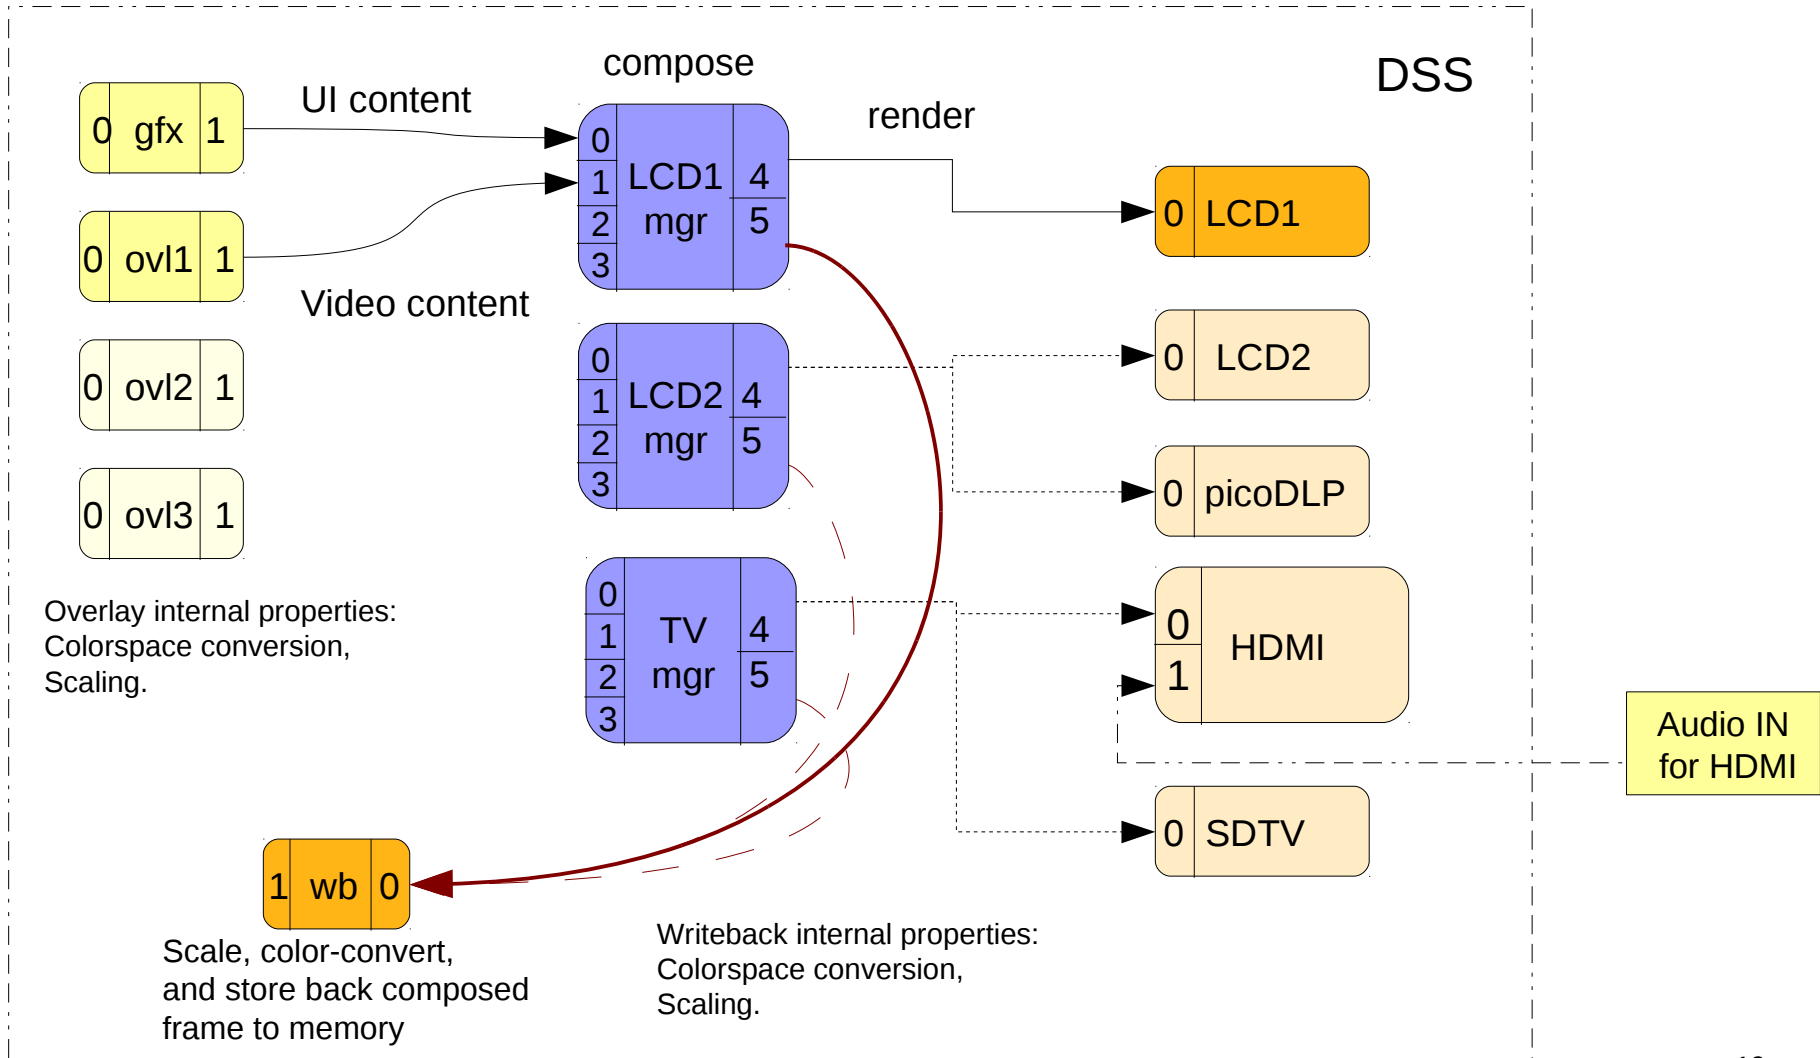 compose
DSS
UI content
render
0 gfx 1
0
1
2
3
LCD1
mgr
4
5
0 LCD1
0 ovl1 1
Video content
0 ovl2 1
0
1
2
3
LCD2
mgr
4
5
0 LCD2
0 ovl3 1
0 picoDLP
Overlay internal properties:
Colorspace conversion,
Scaling.
0
1
2
3
TV
mgr
4
5
0
1
HDMI
Audio IN
for HDMI
0 SDTV
1 wb 0
Scale, color-convert,
and store back composed
frame to memory
Writeback internal properties:
Colorspace conversion,
Scaling.